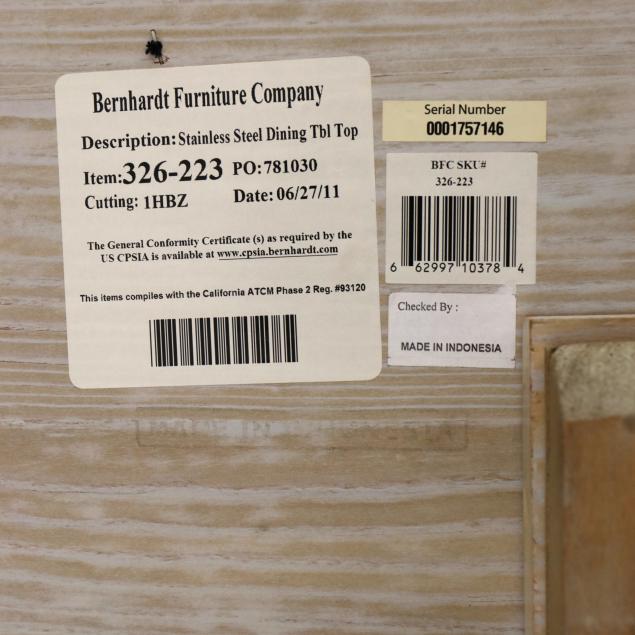 Bernhardt Furniture Company
Description: Stainless Steel Dining Tbl Top
Item: 326-223 PO: 781030
Cutting: 1HBZ Date: 06/27/11
The General Conformity Certificate (s) as required by the
US CPSIA is available at www.cpsia.bernhardt.com
This items compiles with the California ATCM Phase 2 Reg. #93120
Serial Number
0001757146
BFC SKU#
326-223
6 62997 10378 4
Checked By :
MADE IN INDONESIA
MADE IN INDONESIA